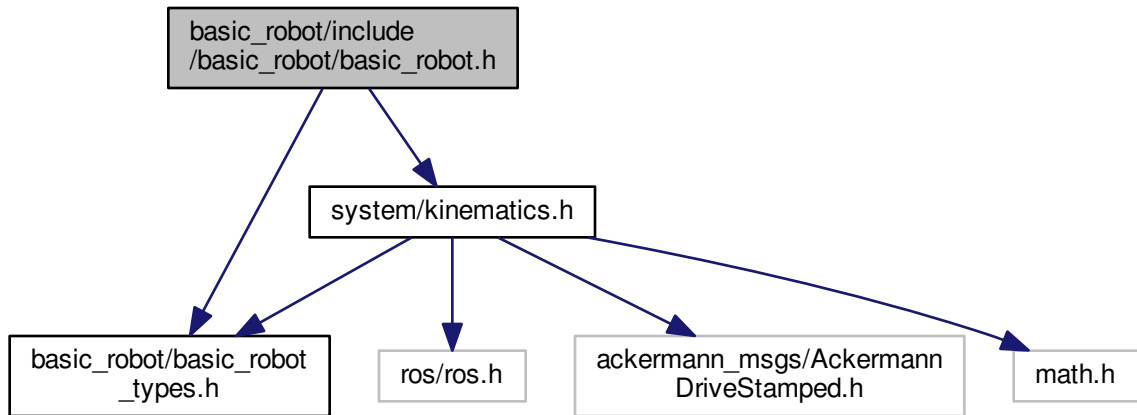 basic_robot/include
/basic_robot/basic_robot.h
system/kinematics.h
basic_robot/basic_robot
_types.h
ros/ros.h
ackermann_msgs/Ackermann
DriveStamped.h
math.h